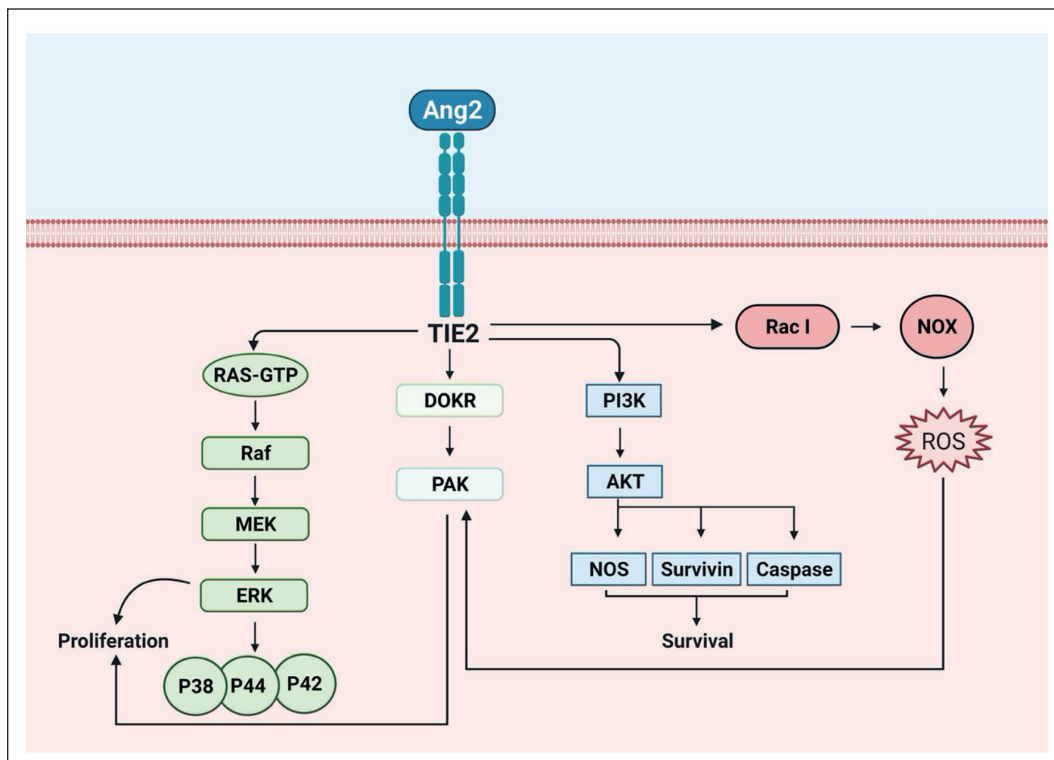 Ang2
TIE2
Rac I
NOX
RAS-GTP
DOKR
PI3K
ROS
Raf
PAK
AKT
MEK
NOS
Survivin
Caspase
ERK
Proliferation
Survival
P38
P44
P42